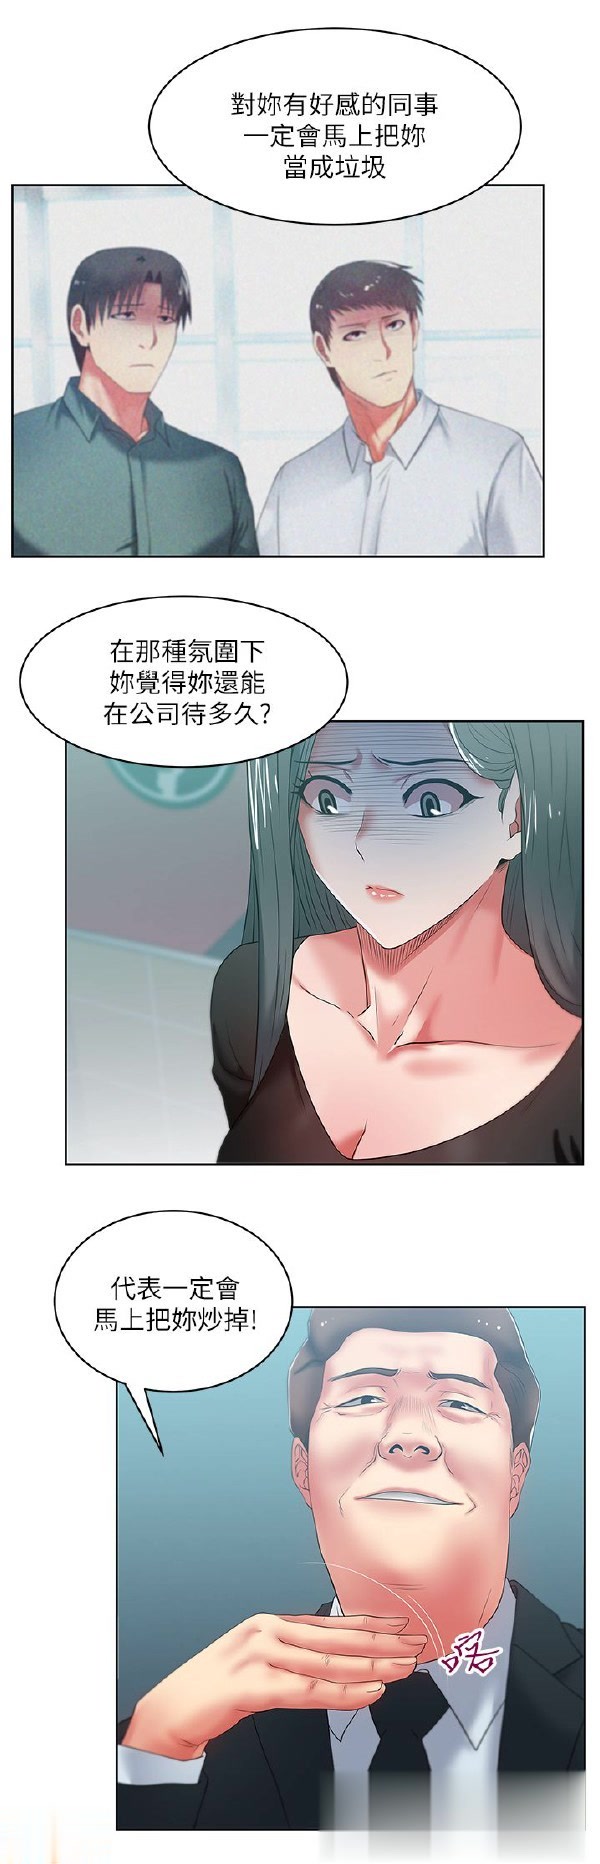 對妳有好感的同事
一定會馬上把妳
當成垃圾
在那種氛圍下
妳覺得妳還能
在公司待多久?
代表一定會
馬上把妳炒掉!
喀